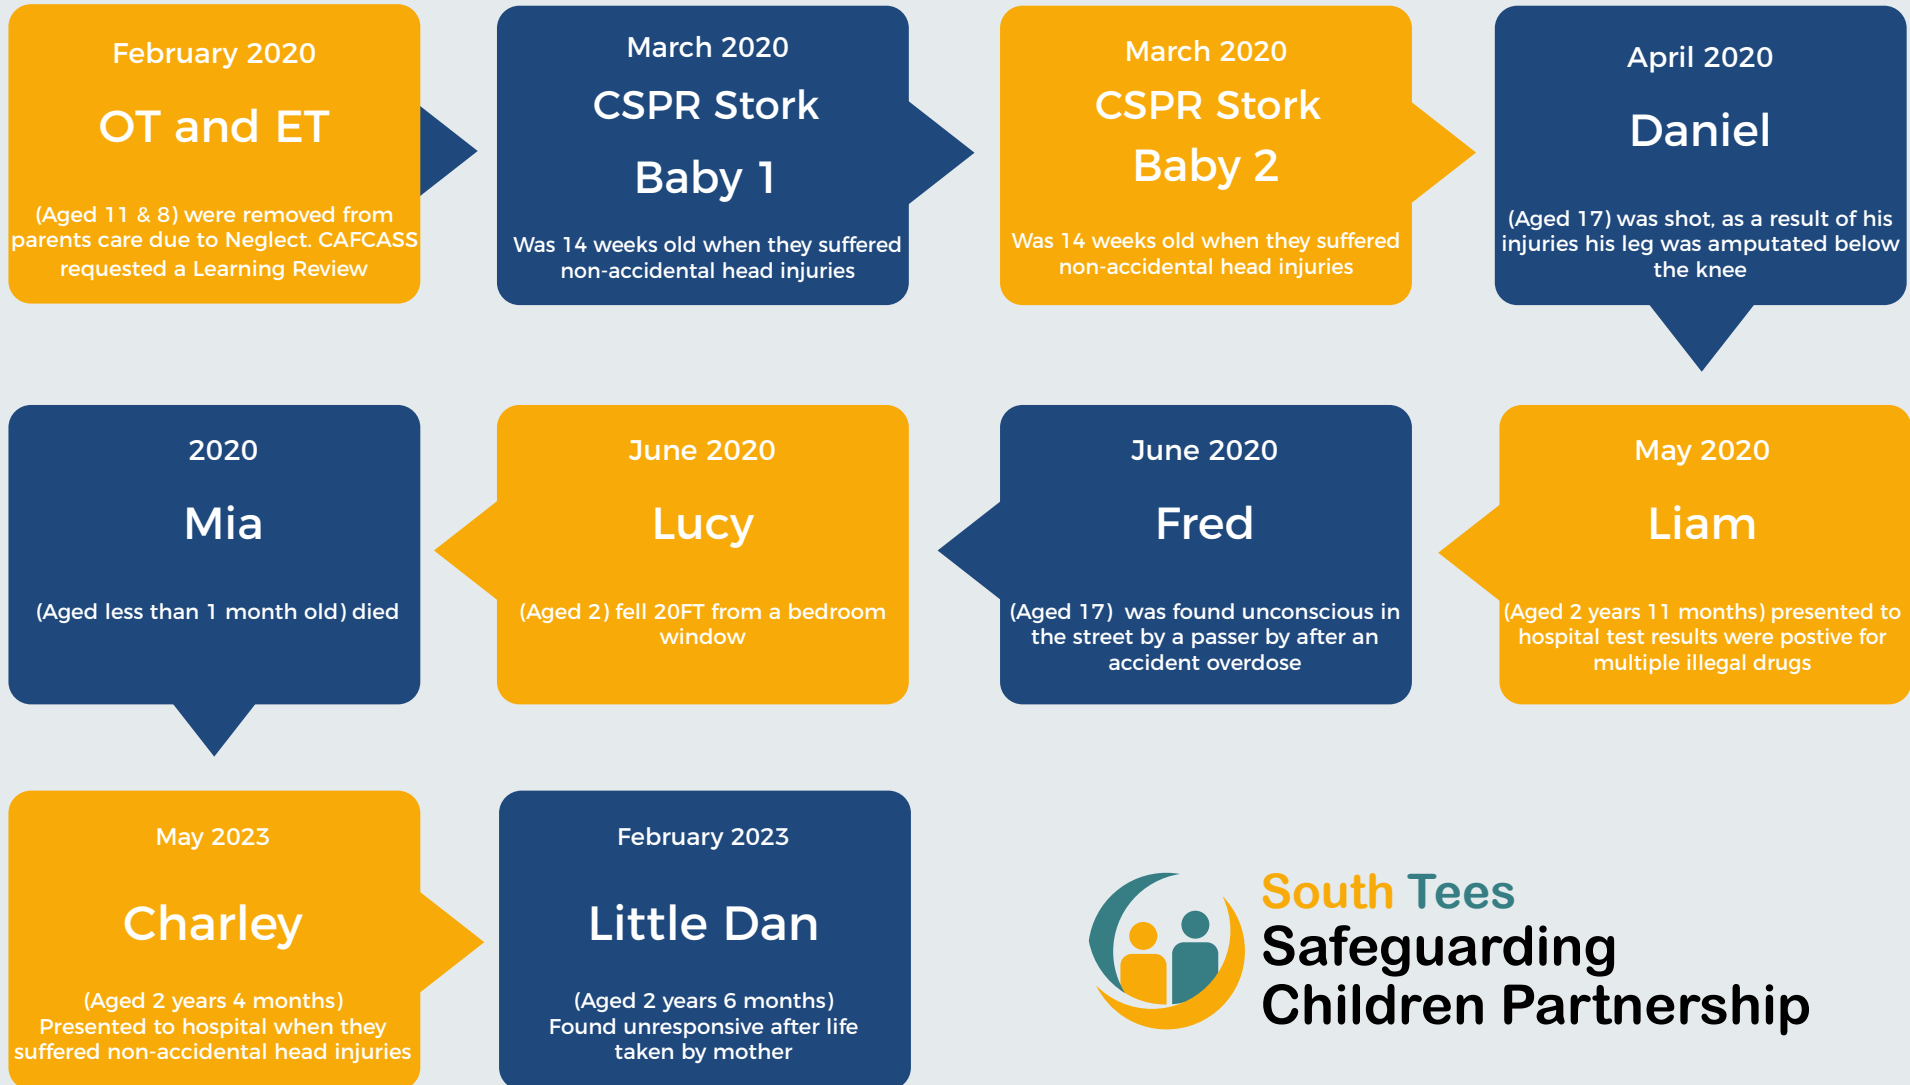 February 2020
OT and ET
(Aged 11 & 8) were removed from
parents care due to Neglect. CAFCASS
requested a Learning Review
March 2020
CSPR Stork
Baby 1
Was 14 weeks old when they suffered
non-accidental head injuries
March 2020
CSPR Stork
Baby 2
Was 14 weeks old when they suffered
non-accidental head injuries
April 2020
Daniel
(Aged 17) was shot, as a result of his
injuries his leg was amputated below
the knee
May 2020
Liam
(Aged 2 years 11 months) presented to
hospital test results were postive for
multiple illegal drugs
June 2020
Fred
(Aged 17) was found unconscious in
the street by a passer by after an
accident overdose
June 2020
Lucy
(Aged 2) fell 20FT from a bedroom
window
2020
Mia
(Aged less than 1 month old) died
May 2023
Charley
(Aged 2 years 4 months)
Presented to hospital when they
suffered non-accidental head injuries
February 2023
Little Dan
(Aged 2 years 6 months)
Found unresponsive after life
taken by mother
South Tees
Safeguarding
Children Partnership